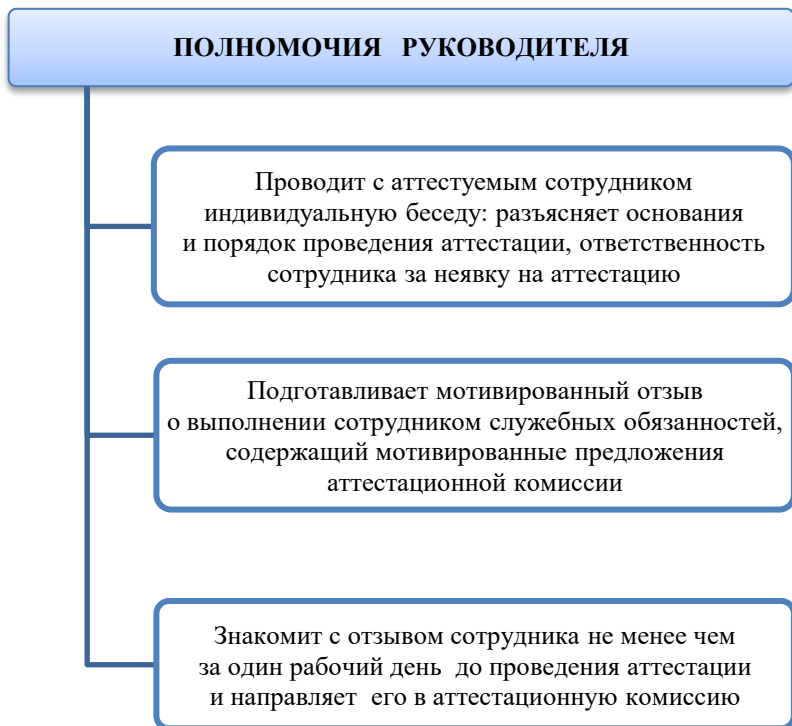 ПОЛНОМОЧИЯ РУКОВОДИТЕЛЯ
Проводит с аттестуемым сотрудником
индивидуальную беседу: разъясняет основания
и порядок проведения аттестации, ответственность
сотрудника за неявку на аттестацию
Подготавливает мотивированный отзыв
о выполнении сотрудником служебных обязанностей,
содержащий мотивированные предложения
аттестационной комиссии
Знакомит с отзывом сотрудника не менее чем
за один рабочий день до проведения аттестации
и направляет его в аттестационную комиссию